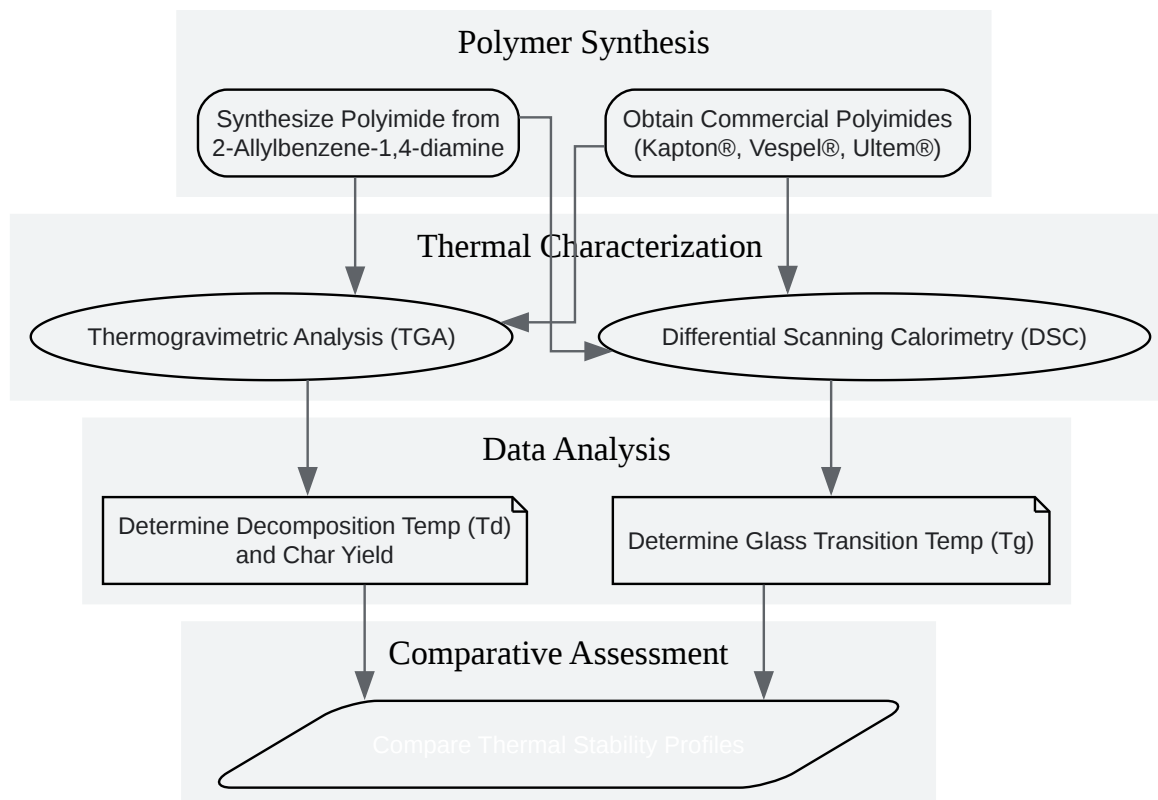 Polymer Synthesis
Synthesize Polyimide from
2-Allylbenzene-1,4-diamine
Obtain Commercial Polyimides
(Kapton®, Vespel®, Ultem®)
Thermal Characterization
Thermogravimetric Analysis (TGA)
Differential Scanning Calorimetry (DSC)
Data Analysis
Determine Decomposition Temp (Td)
and Char Yield
Determine Glass Transition Temp (Tg)
Comparative Assessment
Compare Thermal Stability Profiles